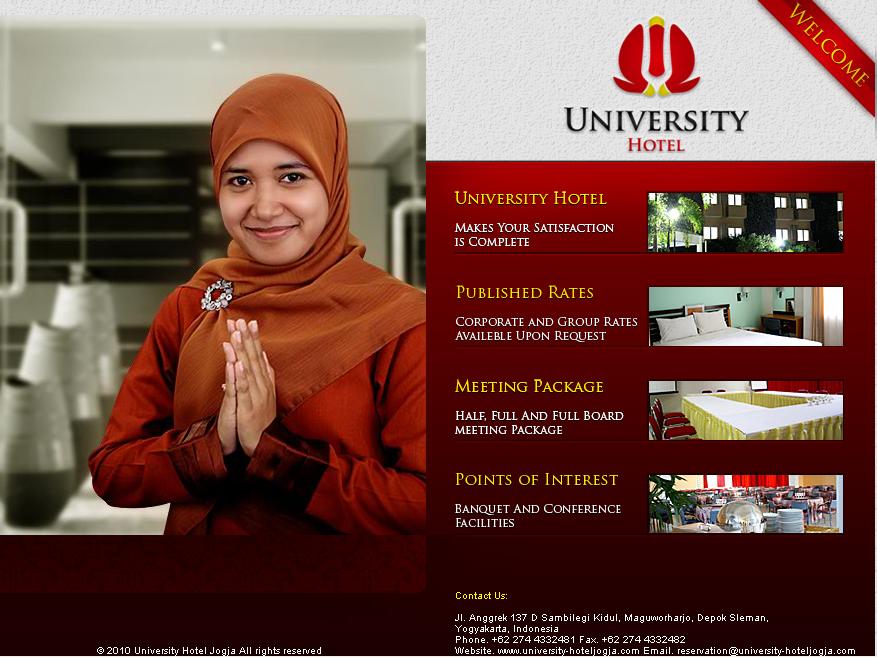 WELCOME
UNIVERSITY
HOTEL
UNIVERSITY HOTEL
MAKES YOUR SATISFACTION
IS COMPLETE
PUBLISHED RATES
CORPORATE AND GROUP RATES
AVAILEBLE UPON REQUEST
MEETING PACKAGE
HALF, FULL AND FULL BOARD
MEETING PACKAGE
POINTS OF INTEREST
BANQUET AND CONFERENCE
FACILITIES
Contact Us:
Jl. Anggrek 137 D Sambilegi Kidul, Maguworharjo, Depok Sleman,
Yogyakarta, Indonesia
Phone. +62 274 4332481 Fax. +62 274 4332482
Website. www.university-hoteljogja.com Email. reservation@university-hoteljogja.com
© 2010 University Hotel Jogja All rights reserved